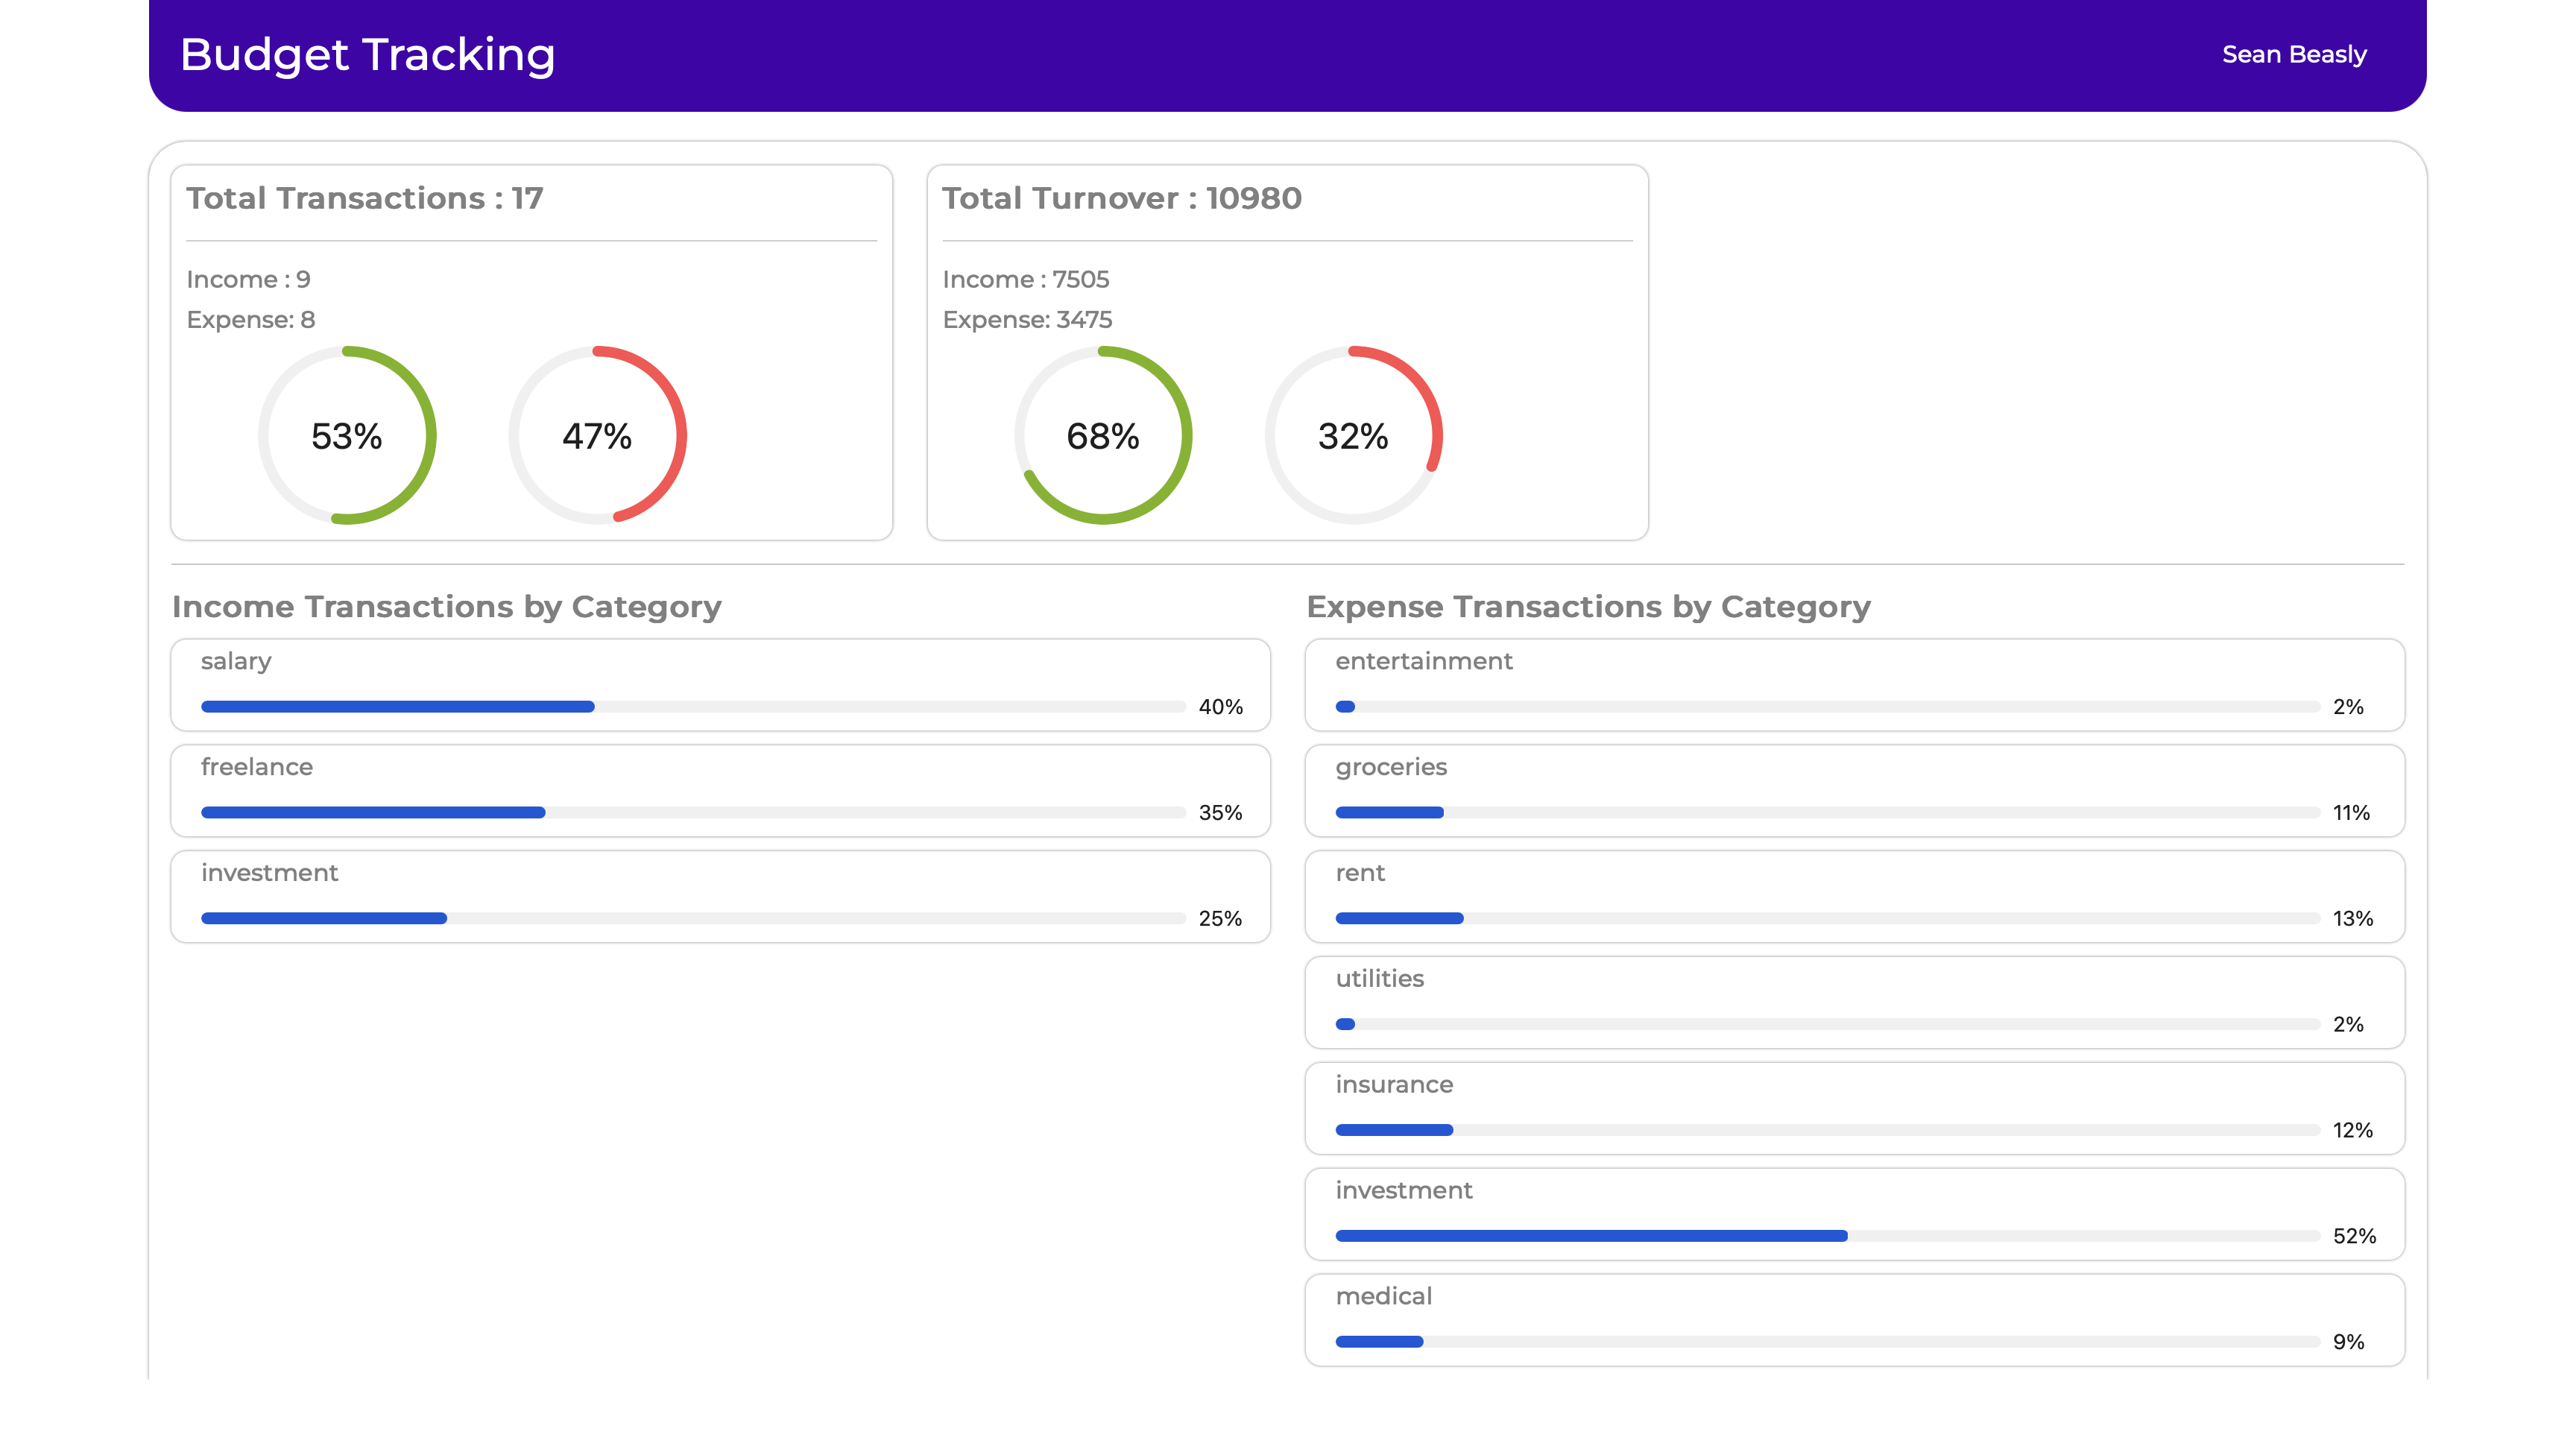 Budget Tracking
Sean Beasly
Total Transactions : 17
Income : 9
Expense: 8
53%
47%
Total Turnover : 10980
Income : 7505
Expense: 3475
68%
32%
Income Transactions by Category
salary
40%
freelance
35%
investment
25%
Expense Transactions by Category
entertainment
2%
groceries
11%
rent
13%
utilities
2%
insurance
12%
investment
52%
medical
9%